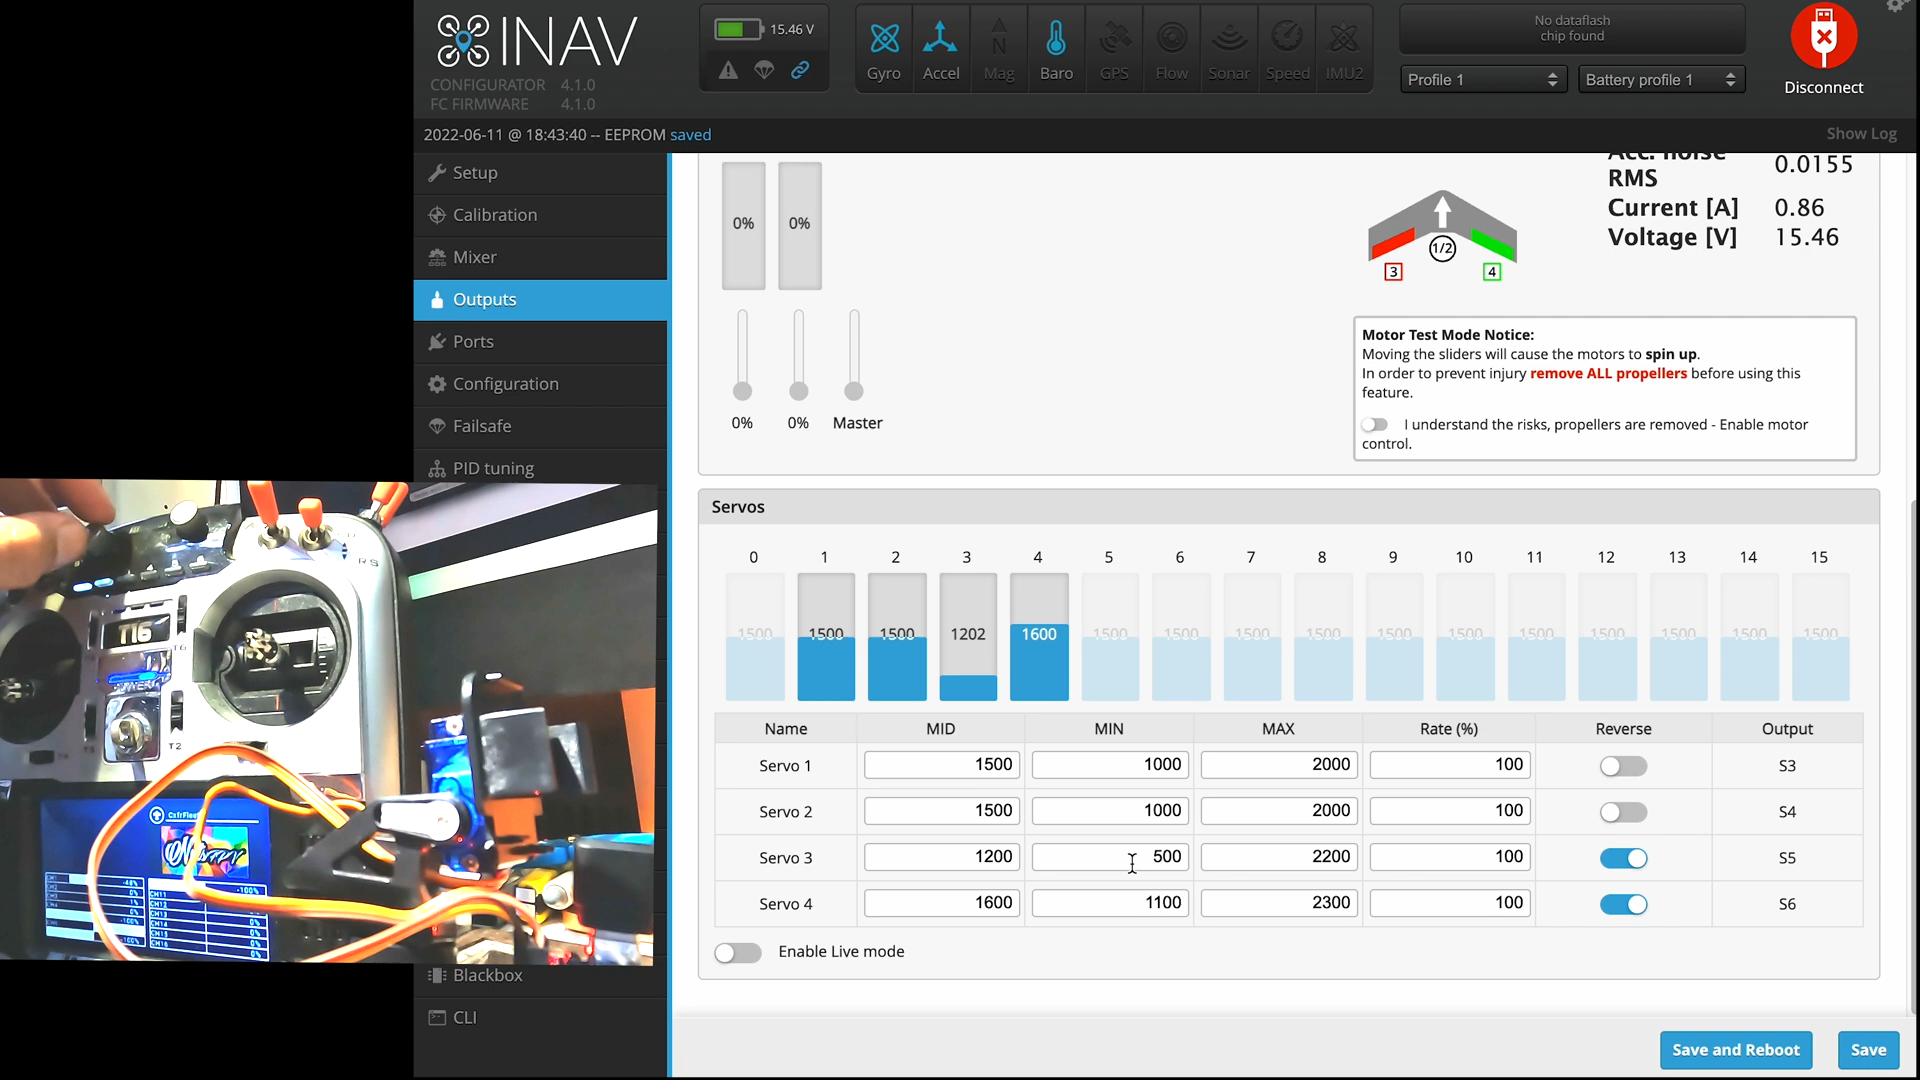 INAV
CONFIGURATOR 4.1.0
FC FIRMWARE 4.1.0
15.46 V
Gyro
Accel
Mag
Baro
GPS
Flow
Sonar
Speed
IMU2
No dataflash
chip found
Profile 1
Battery profile 1
Disconnect
2022-06-11 @ 18:43:40 -- EEPROM saved
Show Log
Setup
Calibration
Mixer
Outputs
Ports
Configuration
Failsafe
PID tuning
Blackbox
CLI
0% 0%
0% 0% Master
1/2
3 4
Acc. noise
RMS 0.0155
Current [A] 0.86
Voltage [V] 15.46
Motor Test Mode Notice:
Moving the sliders will cause the motors to spin up.
In order to prevent injury remove ALL propellers before using this
feature.
I understand the risks, propellers are removed - Enable motor
control.
Servos
0 1 2 3 4 5 6 7 8 9 10 11 12 13 14 15
1500 1500 1500 1202 1600 1500 1500 1500 1500 1500 1500 1500 1500 1500 1500 1500
Name MID MIN MAX Rate (%) Reverse Output
Servo 1 1500 1000 2000 100 S3
Servo 2 1500 1000 2000 100 S4
Servo 3 1200 500 2200 100 S5
Servo 4 1600 1100 2300 100 S6
Enable Live mode
Save and Reboot
Save
R S
T16
T2